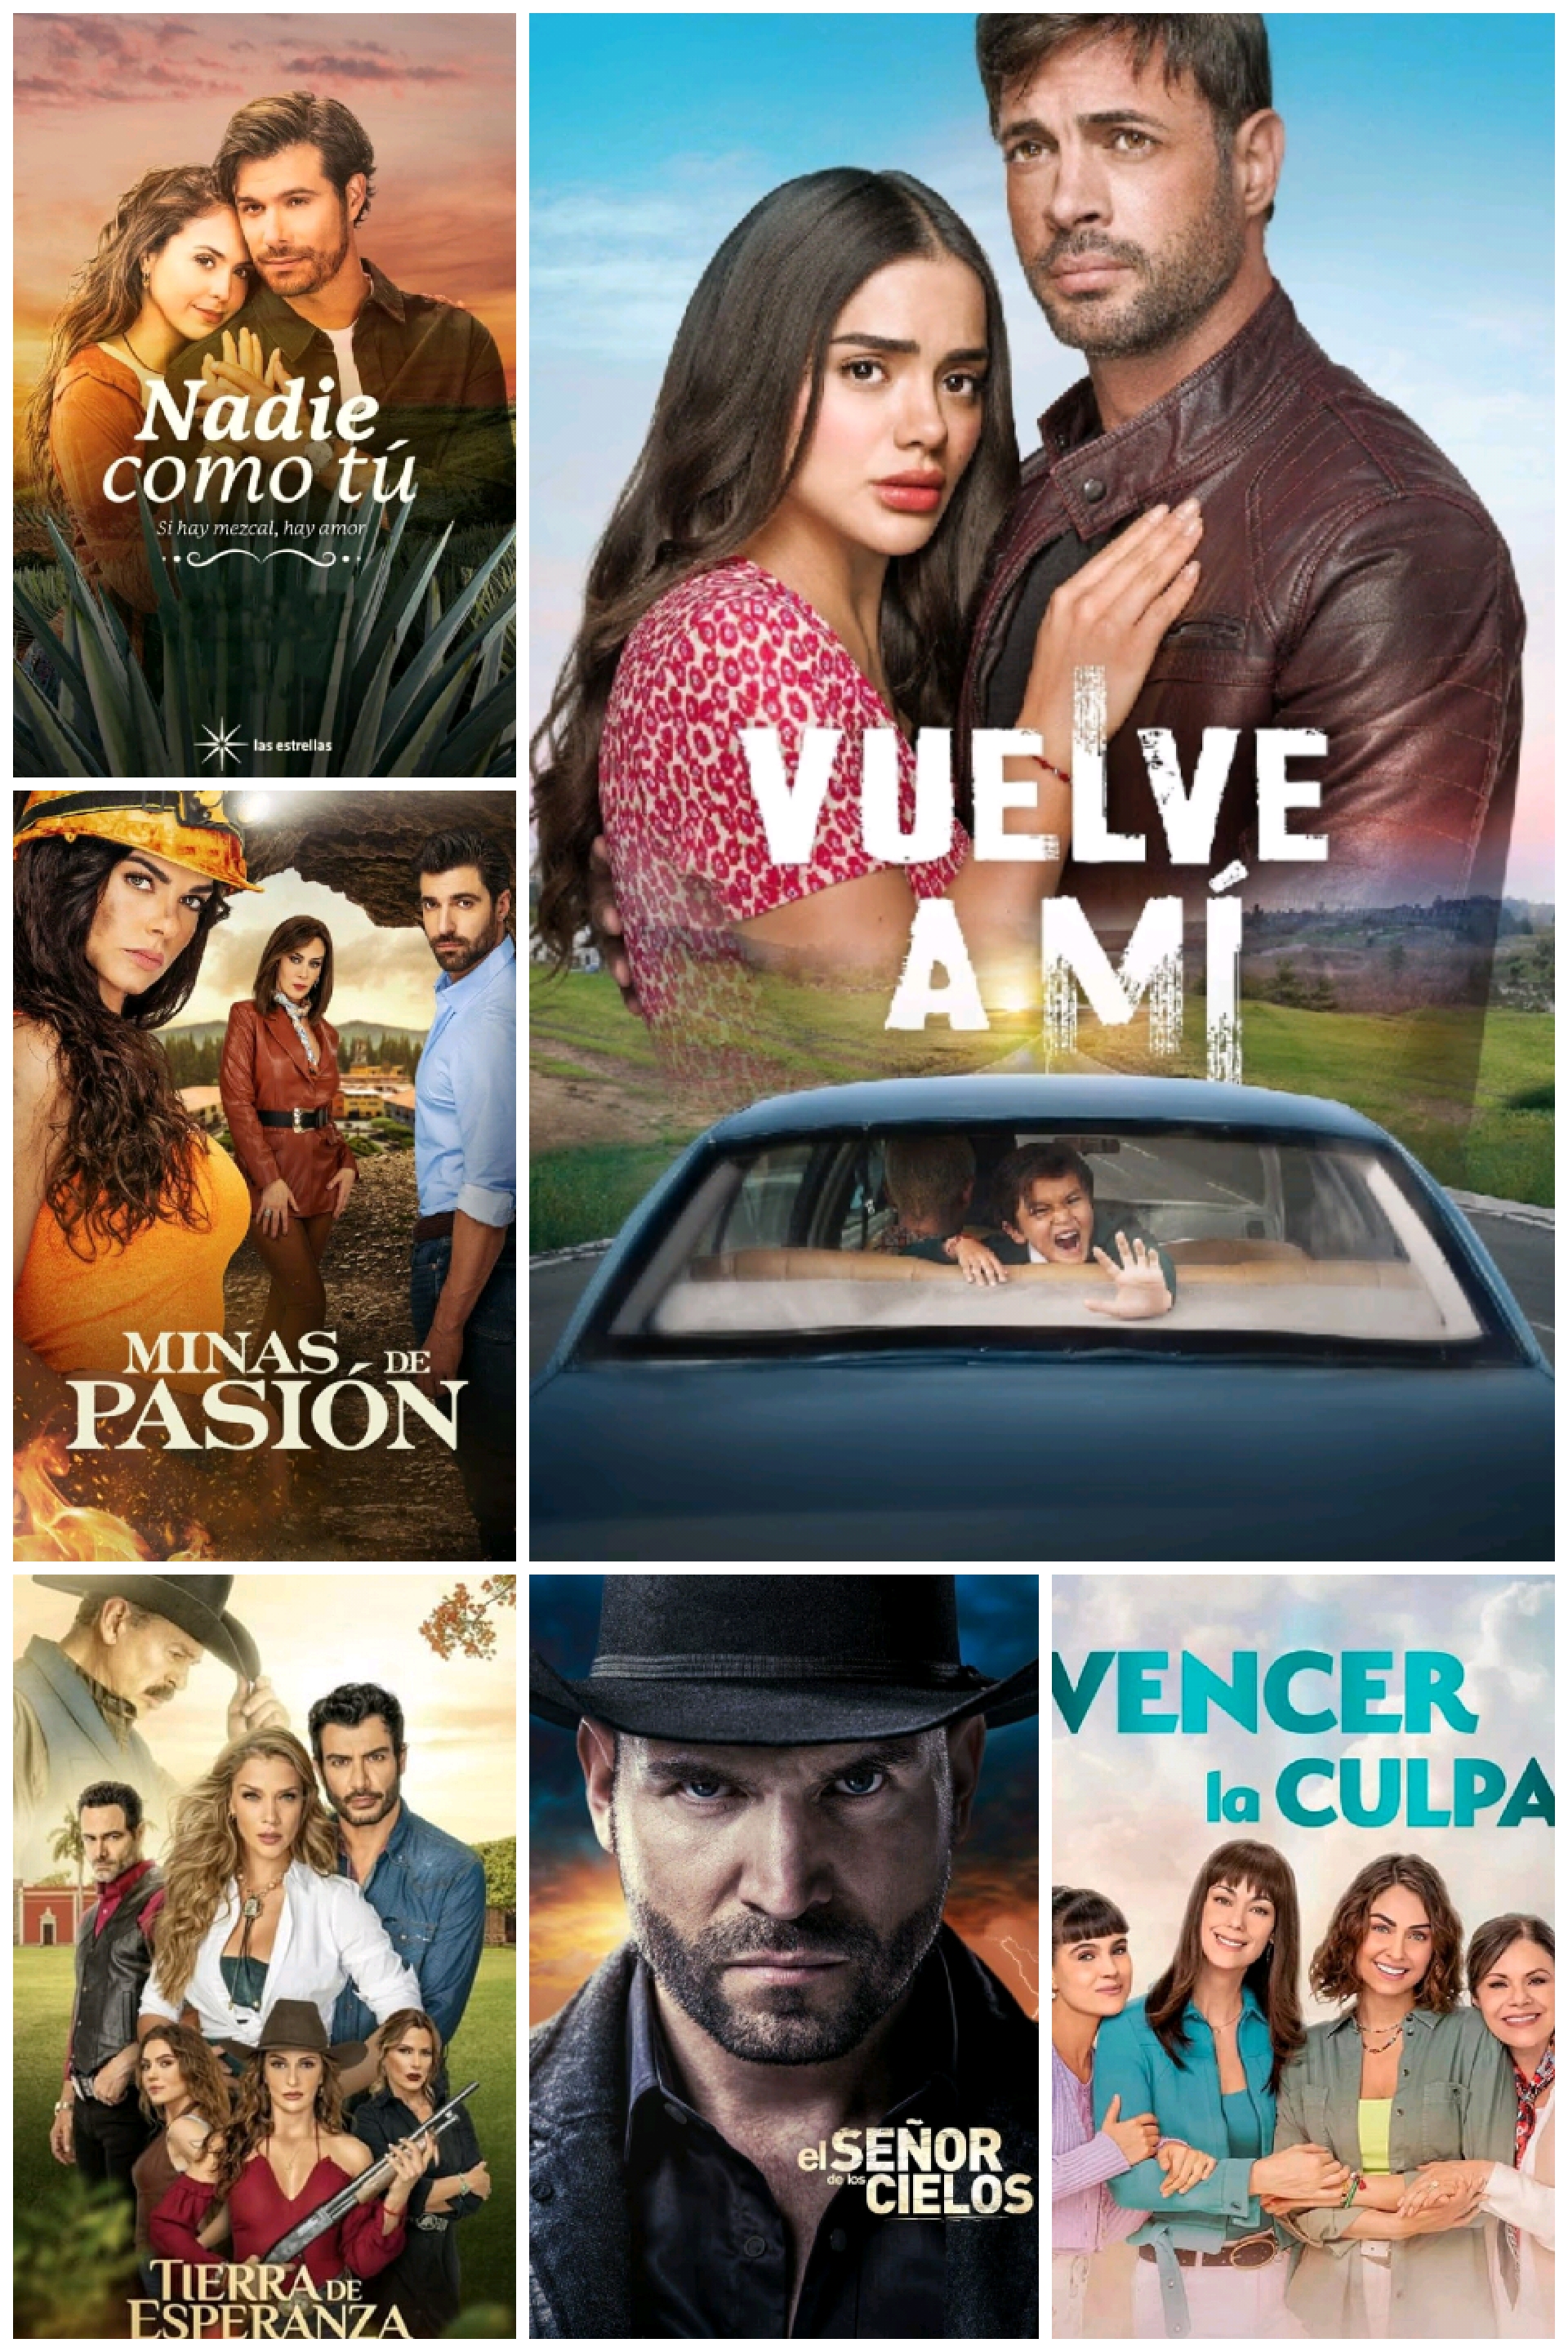 Nadie
como tú
Si hay mezcal, hay amor
las estrellas
VUELVE
A MÍ
MINAS DE
PASIÓN
TIERRA DE
ESPERANZA
el SEÑOR
de los
CIELOS
VENCER
la CULPA